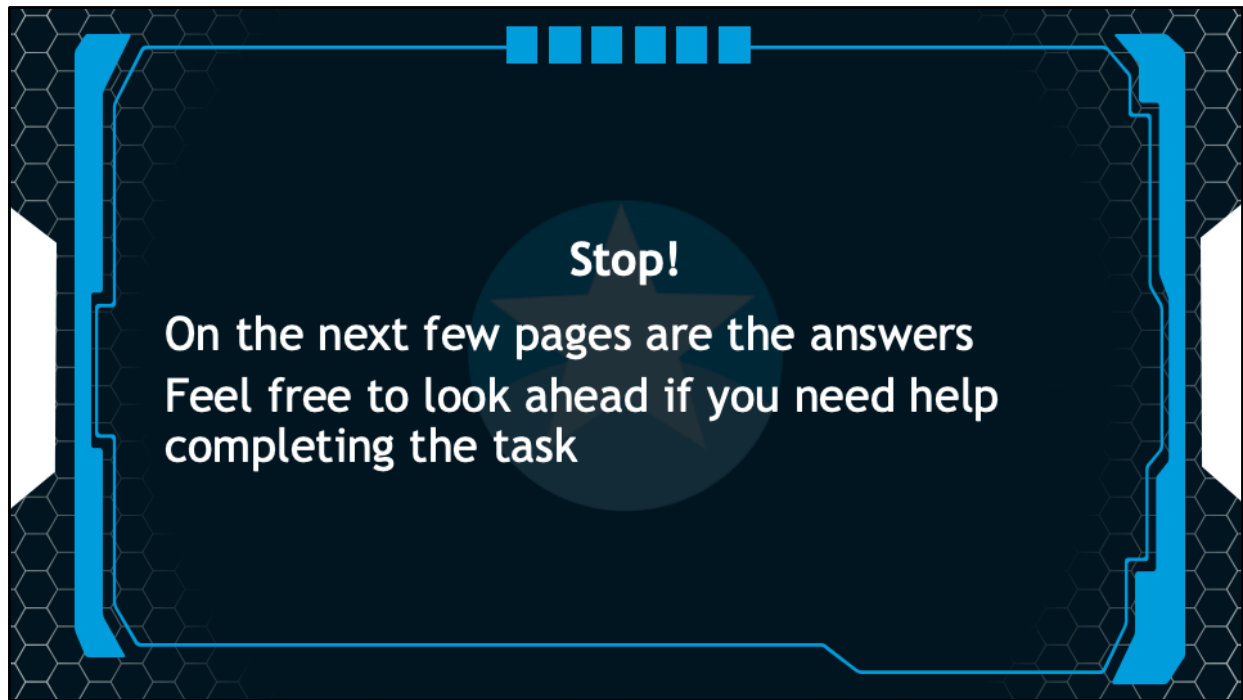 Stop!
On the next few pages are the answers
Feel free to look ahead if you need help
completing the task